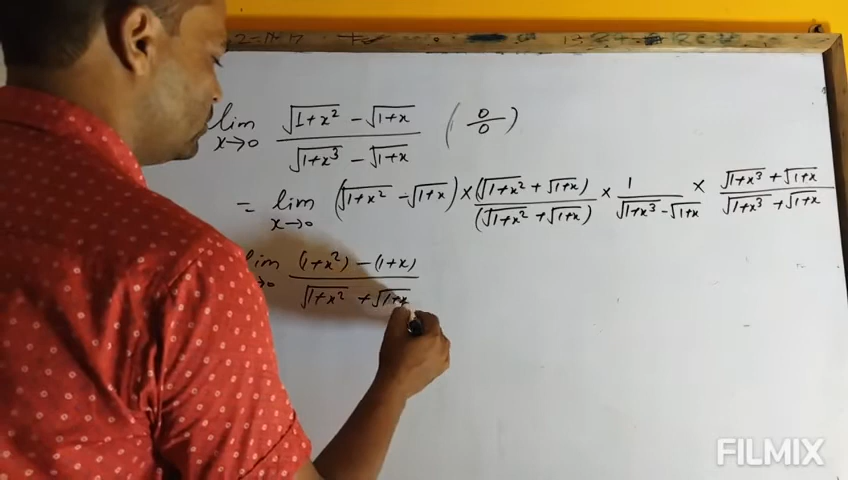 lim x→0 (√(1+x²) - √(1+x)) / (√(1+x³) - √(1+x)) (0/0)
= lim x→0 (√(1+x²) - √(1+x)) × (√(1+x²) + √(1+x)) / (√(1+x²) + √(1+x)) × 1 / (√(1+x³) - √(1+x)) × (√(1+x³) + √(1+x)) / (√(1+x³) + √(1+x))
lim →0 ((1+x²) - (1+x)) / (√(1+x²) + √(1+x))
FILMIX